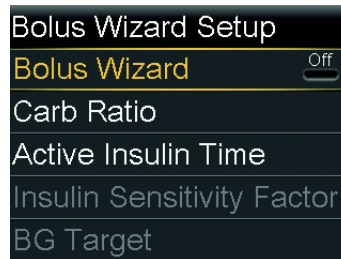 Bolus Wizard Setup
Bolus Wizard Off
Carb Ratio
Active Insulin Time
Insulin Sensitivity Factor
BG Target